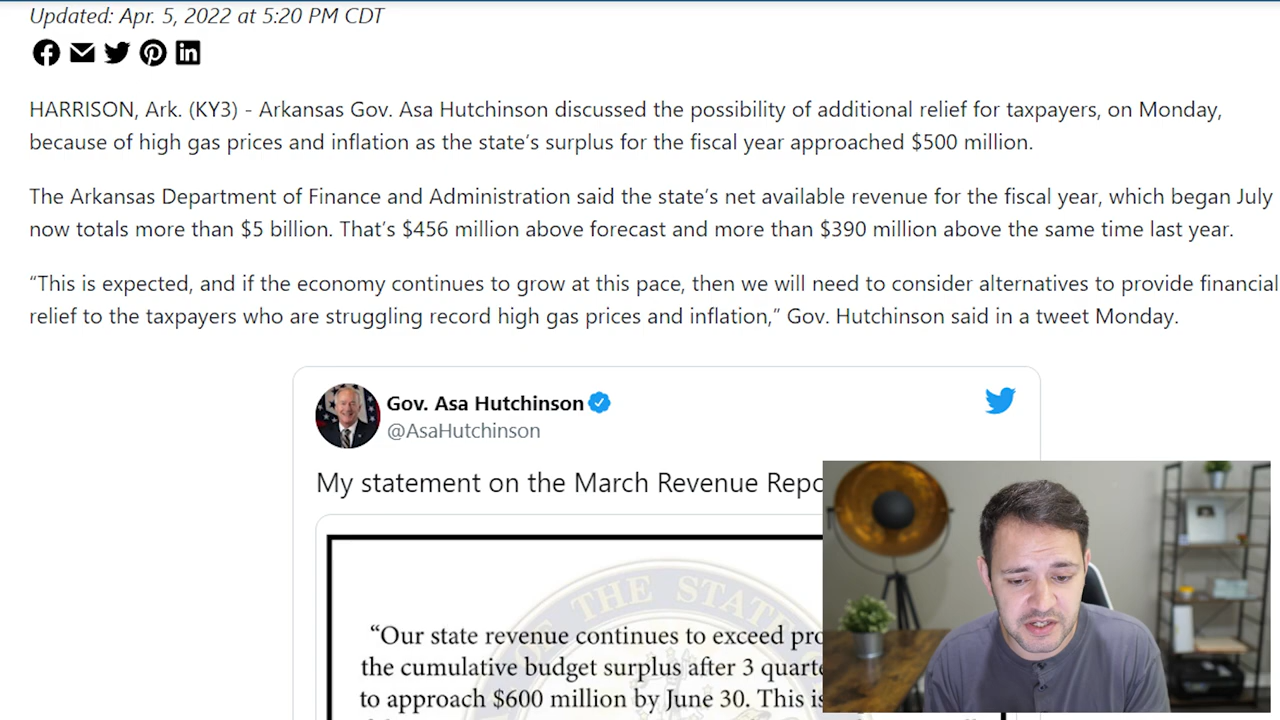 Updated: Apr. 5, 2022 at 5:20 PM CDT
HARRISON, Ark. (KY3) - Arkansas Gov. Asa Hutchinson discussed the possibility of additional relief for taxpayers, on Monday,
because of high gas prices and inflation as the state’s surplus for the fiscal year approached $500 million.
The Arkansas Department of Finance and Administration said the state’s net available revenue for the fiscal year, which began July
now totals more than $5 billion. That’s $456 million above forecast and more than $390 million above the same time last year.
“This is expected, and if the economy continues to grow at this pace, then we will need to consider alternatives to provide financial
relief to the taxpayers who are struggling record high gas prices and inflation,” Gov. Hutchinson said in a tweet Monday.
Gov. Asa Hutchinson
@AsaHutchinson
My statement on the March Revenue Repo
THE STATE
“Our state revenue continues to exceed pro
the cumulative budget surplus after 3 quarte
to approach $600 million by June 30. This is